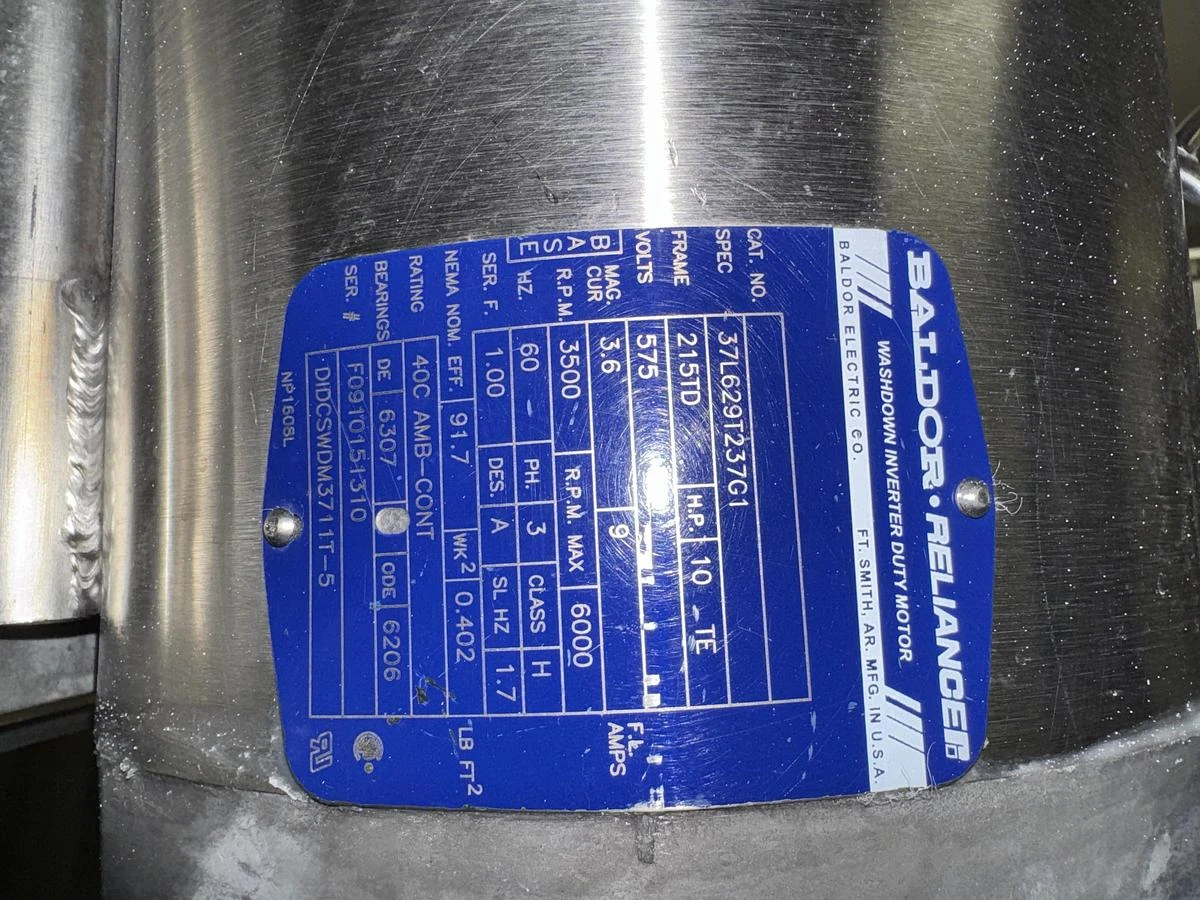 BALDOR·RELIANCE
WASHDOWN INVERTER DUTY MOTOR
BALDOR ELECTRIC CO. FT. SMITH, AR. MFG. IN U.S.A.
CAT. NO.
SPEC 37L629T237G1
FRAME 215TD H.P. 10 TE
VOLTS 575
MAG. CUR 3.6 9 F.L. AMPS
BASE R.P.M. 3500 R.P.M. MAX 6000
HZ. 60 PH. 3 CLASS H
SER. F. 1.00 DES. A SL HZ 1.7
NEMA NOM. EFF. 91.7 WK2 0.402 LB FT2
RATING 40C AMB-CONT
BEARINGS DE 6307 ODE 6206
SER. # F0910151310
DIDCSWDM3711T-5
NP1608L